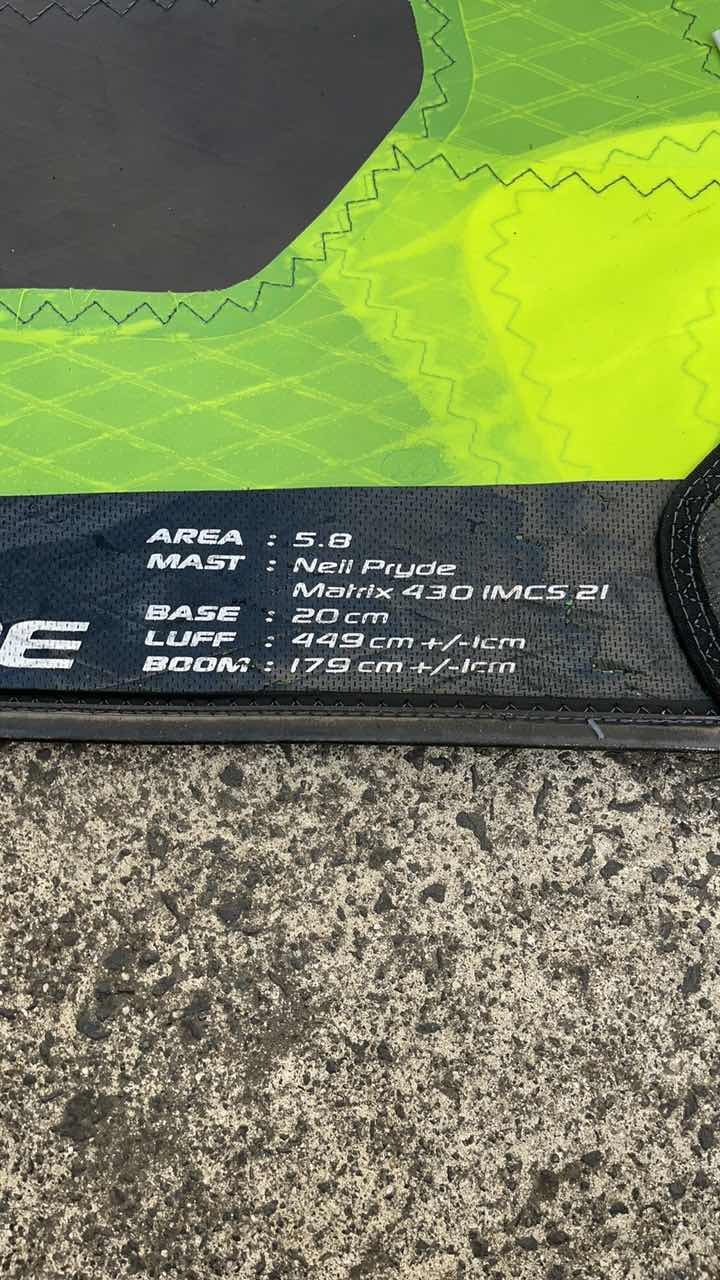 AREA : 5.8
MAST : Neil Pryde
Matrix 430 IMCS 21
BASE : 20 cm
LUFF : 449 cm +/-1cm
BOOM : 179 cm +/-1cm